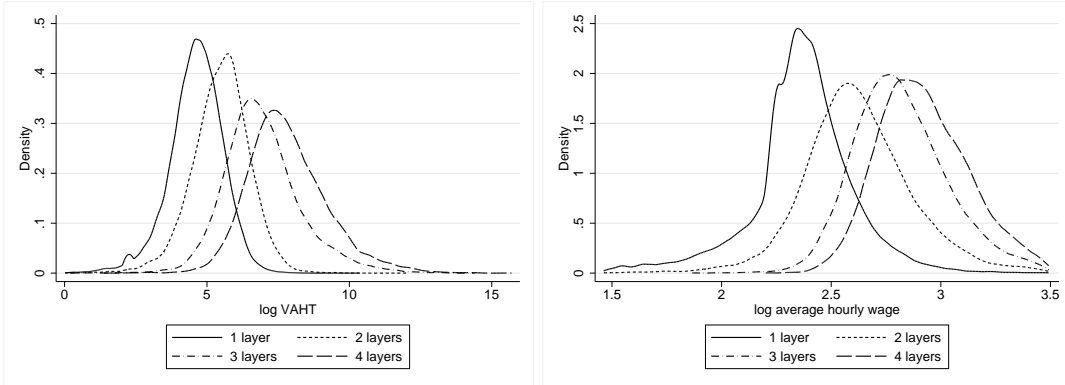 Density
0 .1 .2 .3 .4 .5
0 5 10 15
log VAHT
1 layer 2 layers
3 layers 4 layers
Density
0 .5 1 1.5 2 2.5
1.5 2 2.5 3 3.5
log average hourly wage
1 layer 2 layers
3 layers 4 layers